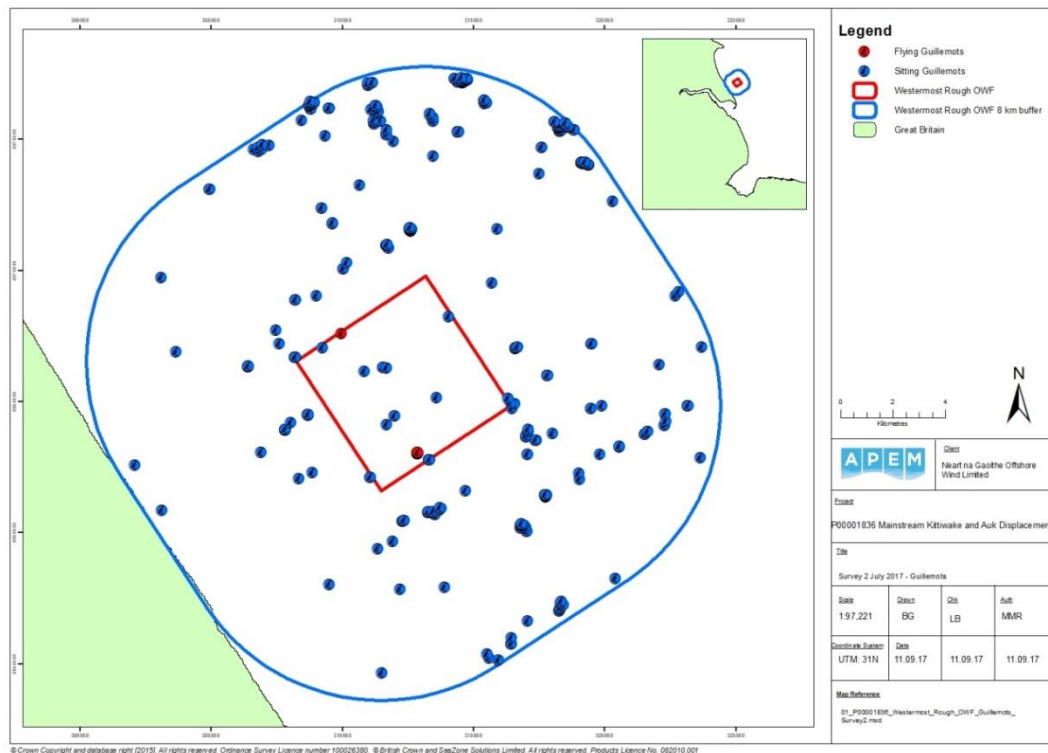 Legend
Flying Guillemots
Sitting Guillemots
Westermost Rough OWF
Westermost Rough OWF 8 km buffer
Great Britain
N
0 2 4
Kilometres
APEM
Client
Neart na Gaoithe Offshore
Wind Limited
Project
P00001836 Mainstream Kittiwake and Auk Displacemen
Title
Survey 2 July 2017 - Guillemots
Scale Drawn Chk Auth
1:97,221 BG LB MMR
Coordinate System Date
UTM: 31N 11.09.17 11.09.17 11.09.17
Map Reference
01_P00001836_Westermost_Rough_OWF_Guillemots_
Survey2.mxd
© Crown Copyright and database right [2015]. All rights reserved. Ordnance Survey Licence number 100026380. © British Crown and SeaZone Solutions Limited. All rights reserved. Products Licence No. 082010.001